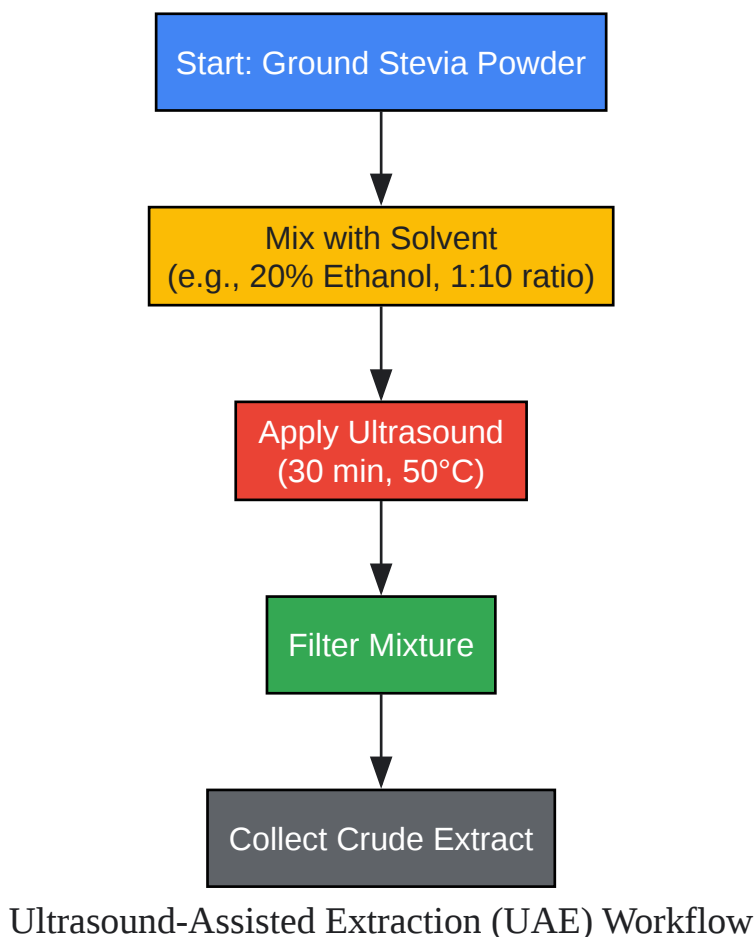 Start: Ground Stevia Powder
Mix with Solvent
(e.g., 20% Ethanol, 1:10 ratio)
Apply Ultrasound
(30 min, 50°C)
Filter Mixture
Collect Crude Extract
Ultrasound-Assisted Extraction (UAE) Workflow